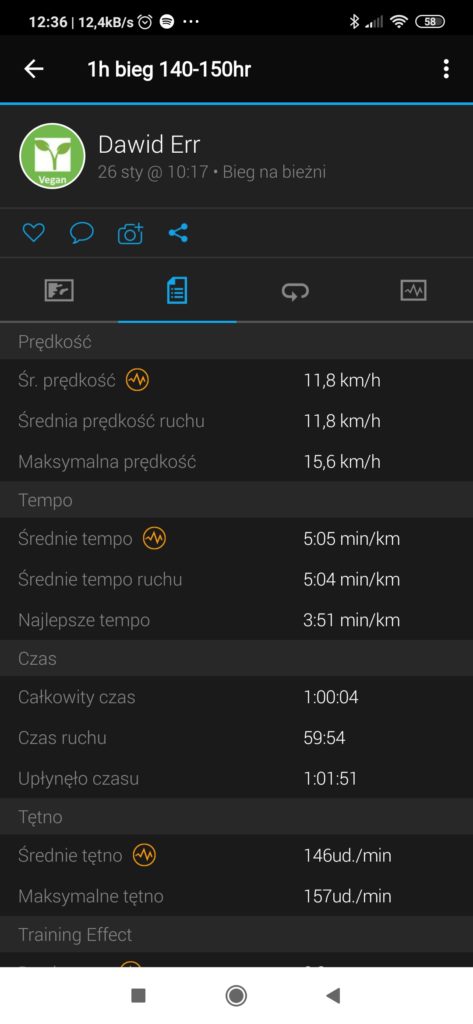 12:36 | 12,4kB/s ... 58
1h bieg 140-150hr
Dawid Err
26 sty @ 10:17 • Bieg na bieżni
Vegan
Prędkość
Śr. prędkość 11,8 km/h
Średnia prędkość ruchu 11,8 km/h
Maksymalna prędkość 15,6 km/h
Tempo
Średnie tempo 5:05 min/km
Średnie tempo ruchu 5:04 min/km
Najlepsze tempo 3:51 min/km
Czas
Całkowity czas 1:00:04
Czas ruchu 59:54
Upłynęło czasu 1:01:51
Tętno
Średnie tętno 146ud./min
Maksymalne tętno 157ud./min
Training Effect